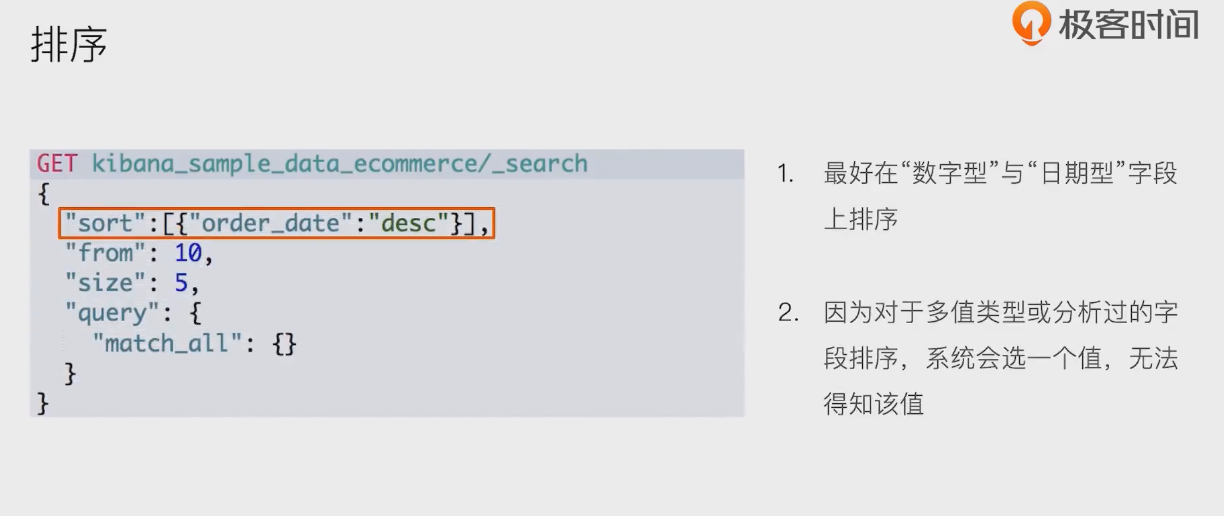 排序
极客时间
GET kibana_sample_data_ecommerce/_search
{
"sort":[{"order_date":"desc"}],
"from": 10,
"size": 5,
"query": {
"match_all": {}
}
}
1. 最好在“数字型”与“日期型”字段
上排序
2. 因为对于多值类型或分析过的字
段排序，系统会选一个值，无法
得知该值